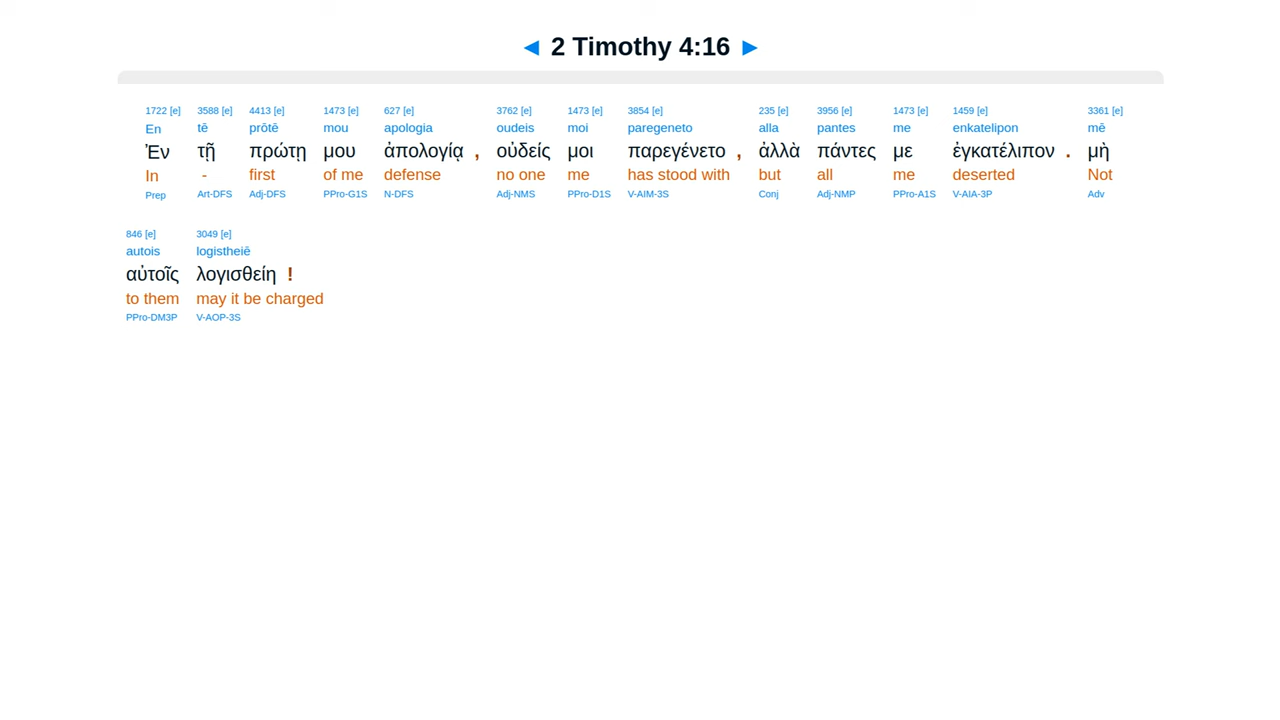 ◄ 2 Timothy 4:16 ►
1722 [e] 3588 [e] 4413 [e] 1473 [e] 627 [e] 3762 [e] 1473 [e] 3854 [e] 235 [e] 3956 [e] 1473 [e] 1459 [e] 3361 [e]
En tē prōtē mou apologia oudeis moi paregeneto alla pantes me enkatelipon mē
Ἐν τῇ πρώτῃ μου ἀπολογίᾳ , οὐδείς μοι παρεγένετο , ἀλλὰ πάντες με ἐγκατέλιπον . μὴ
In - first of me defense no one me has stood with but all me deserted Not
Prep Art-DFS Adj-DFS PPro-G1S N-DFS Adj-NMS PPro-D1S V-AIM-3S Conj Adj-NMP PPro-A1S V-AIA-3P Adv
846 [e] 3049 [e]
autois logistheiē
αὐτοῖς λογισθείη !
to them may it be charged
PPro-DM3P V-AOP-3S